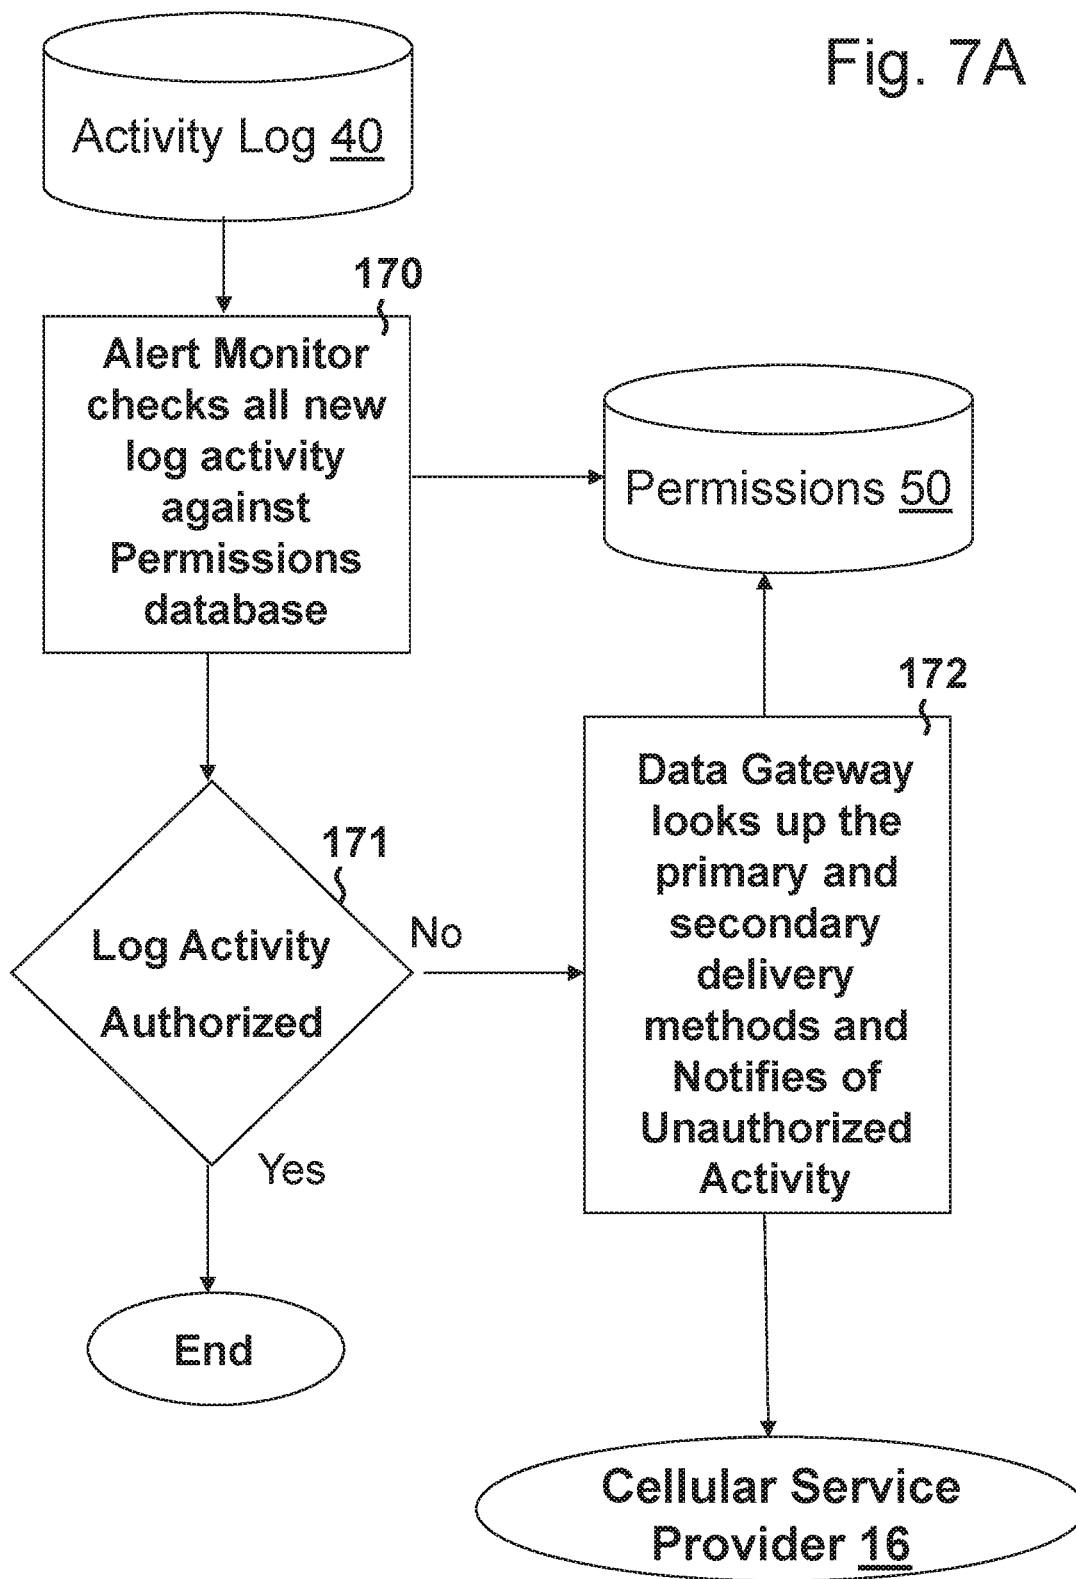 Fig. 7A
Activity Log 40
170
Alert Monitor
checks all new
log activity
against
Permissions
database
Permissions 50
172
Data Gateway
looks up the
primary and
secondary
delivery
methods and
Notifies of
Unauthorized
Activity
171
Log Activity
Authorized
No
Yes
End
Cellular Service
Provider 16